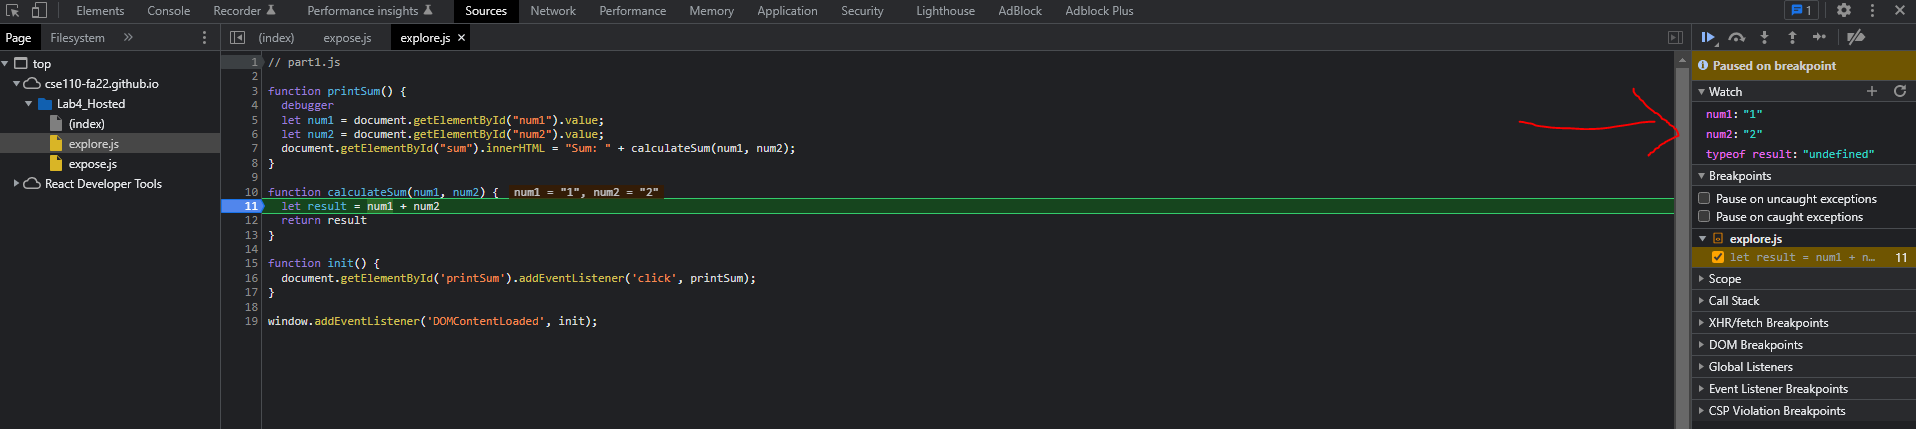 Elements Console Recorder Performance insights Sources Network Performance Memory Application Security Lighthouse AdBlock Adblock Plus 1
Page Filesystem » (index) expose.js explore.js ×
top
cse110-fa22.github.io
Lab4_Hosted
(index)
explore.js
expose.js
React Developer Tools
1 // part1.js
2
3 function printSum() {
4 debugger
5 let num1 = document.getElementById("num1").value;
6 let num2 = document.getElementById("num2").value;
7 document.getElementById("sum").innerHTML = "Sum: " + calculateSum(num1, num2);
8 }
9
10 function calculateSum(num1, num2) { num1 = "1", num2 = "2"
11 let result = num1 + num2
12 return result
13 }
14
15 function init() {
16 document.getElementById('printSum').addEventListener('click', printSum);
17 }
18
19 window.addEventListener('DOMContentLoaded', init);
Paused on breakpoint
Watch
num1: "1"
num2: "2"
typeof result: "undefined"
Breakpoints
Pause on uncaught exceptions
Pause on caught exceptions
explore.js
let result = num1 + n... 11
Scope
Call Stack
XHR/fetch Breakpoints
DOM Breakpoints
Global Listeners
Event Listener Breakpoints
CSP Violation Breakpoints